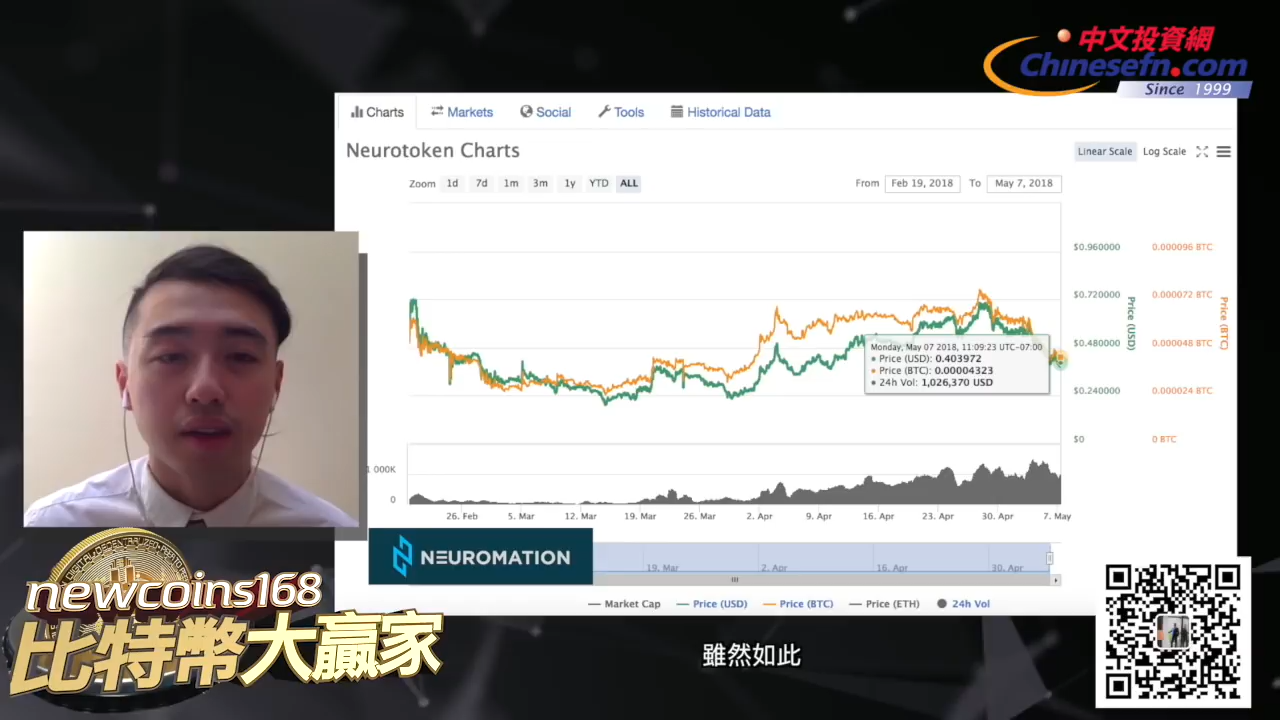 中文投資網
Chinesefn.com
Since 1999
Charts
Markets
Social
Tools
Historical Data
Neurotoken Charts
Linear Scale
Log Scale
Zoom 1d 7d 1m 3m 1y YTD ALL
From Feb 19, 2018 To May 7, 2018
$0.960000 0.000096 BTC
$0.720000 0.000072 BTC
$0.480000 0.000048 BTC
$0.240000 0.000024 BTC
$0 0 BTC
Price (USD)
Price (BTC)
Monday, May 07 2018, 11:09:23 UTC-07:00
Price (USD): 0.403972
Price (BTC): 0.00004323
24h Vol: 1,026,370 USD
000K
0
26. Feb 5. Mar 12. Mar 19. Mar 26. Mar 2. Apr 9. Apr 16. Apr 23. Apr 30. Apr 7. May
NEUROMATION
19. Mar 2. Apr 16. Apr 30. Apr
Market Cap Price (USD) Price (BTC) Price (ETH) 24h Vol
newcoins168
比特幣大贏家
雖然如此